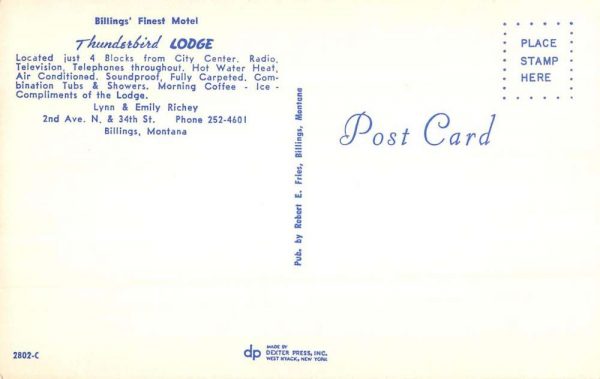 Billings' Finest Motel
Thunderbird LODGE
Located just 4 Blocks from City Center. Radio,
Television, Telephones throughout. Hot Water Heat,
Air Conditioned. Soundproof, Fully Carpeted. Com-
bination Tubs & Showers. Morning Coffee - Ice -
Compliments of the Lodge.
Lynn & Emily Richey
2nd Ave. N. & 34th St. Phone 252-4601
Billings, Montana
Pub. by Robert E. Fries, Billings, Montana
Post Card
PLACE
STAMP
HERE
2802-C
dp
MADE BY
DEXTER PRESS, INC.
WEST NYACK, NEW YORK